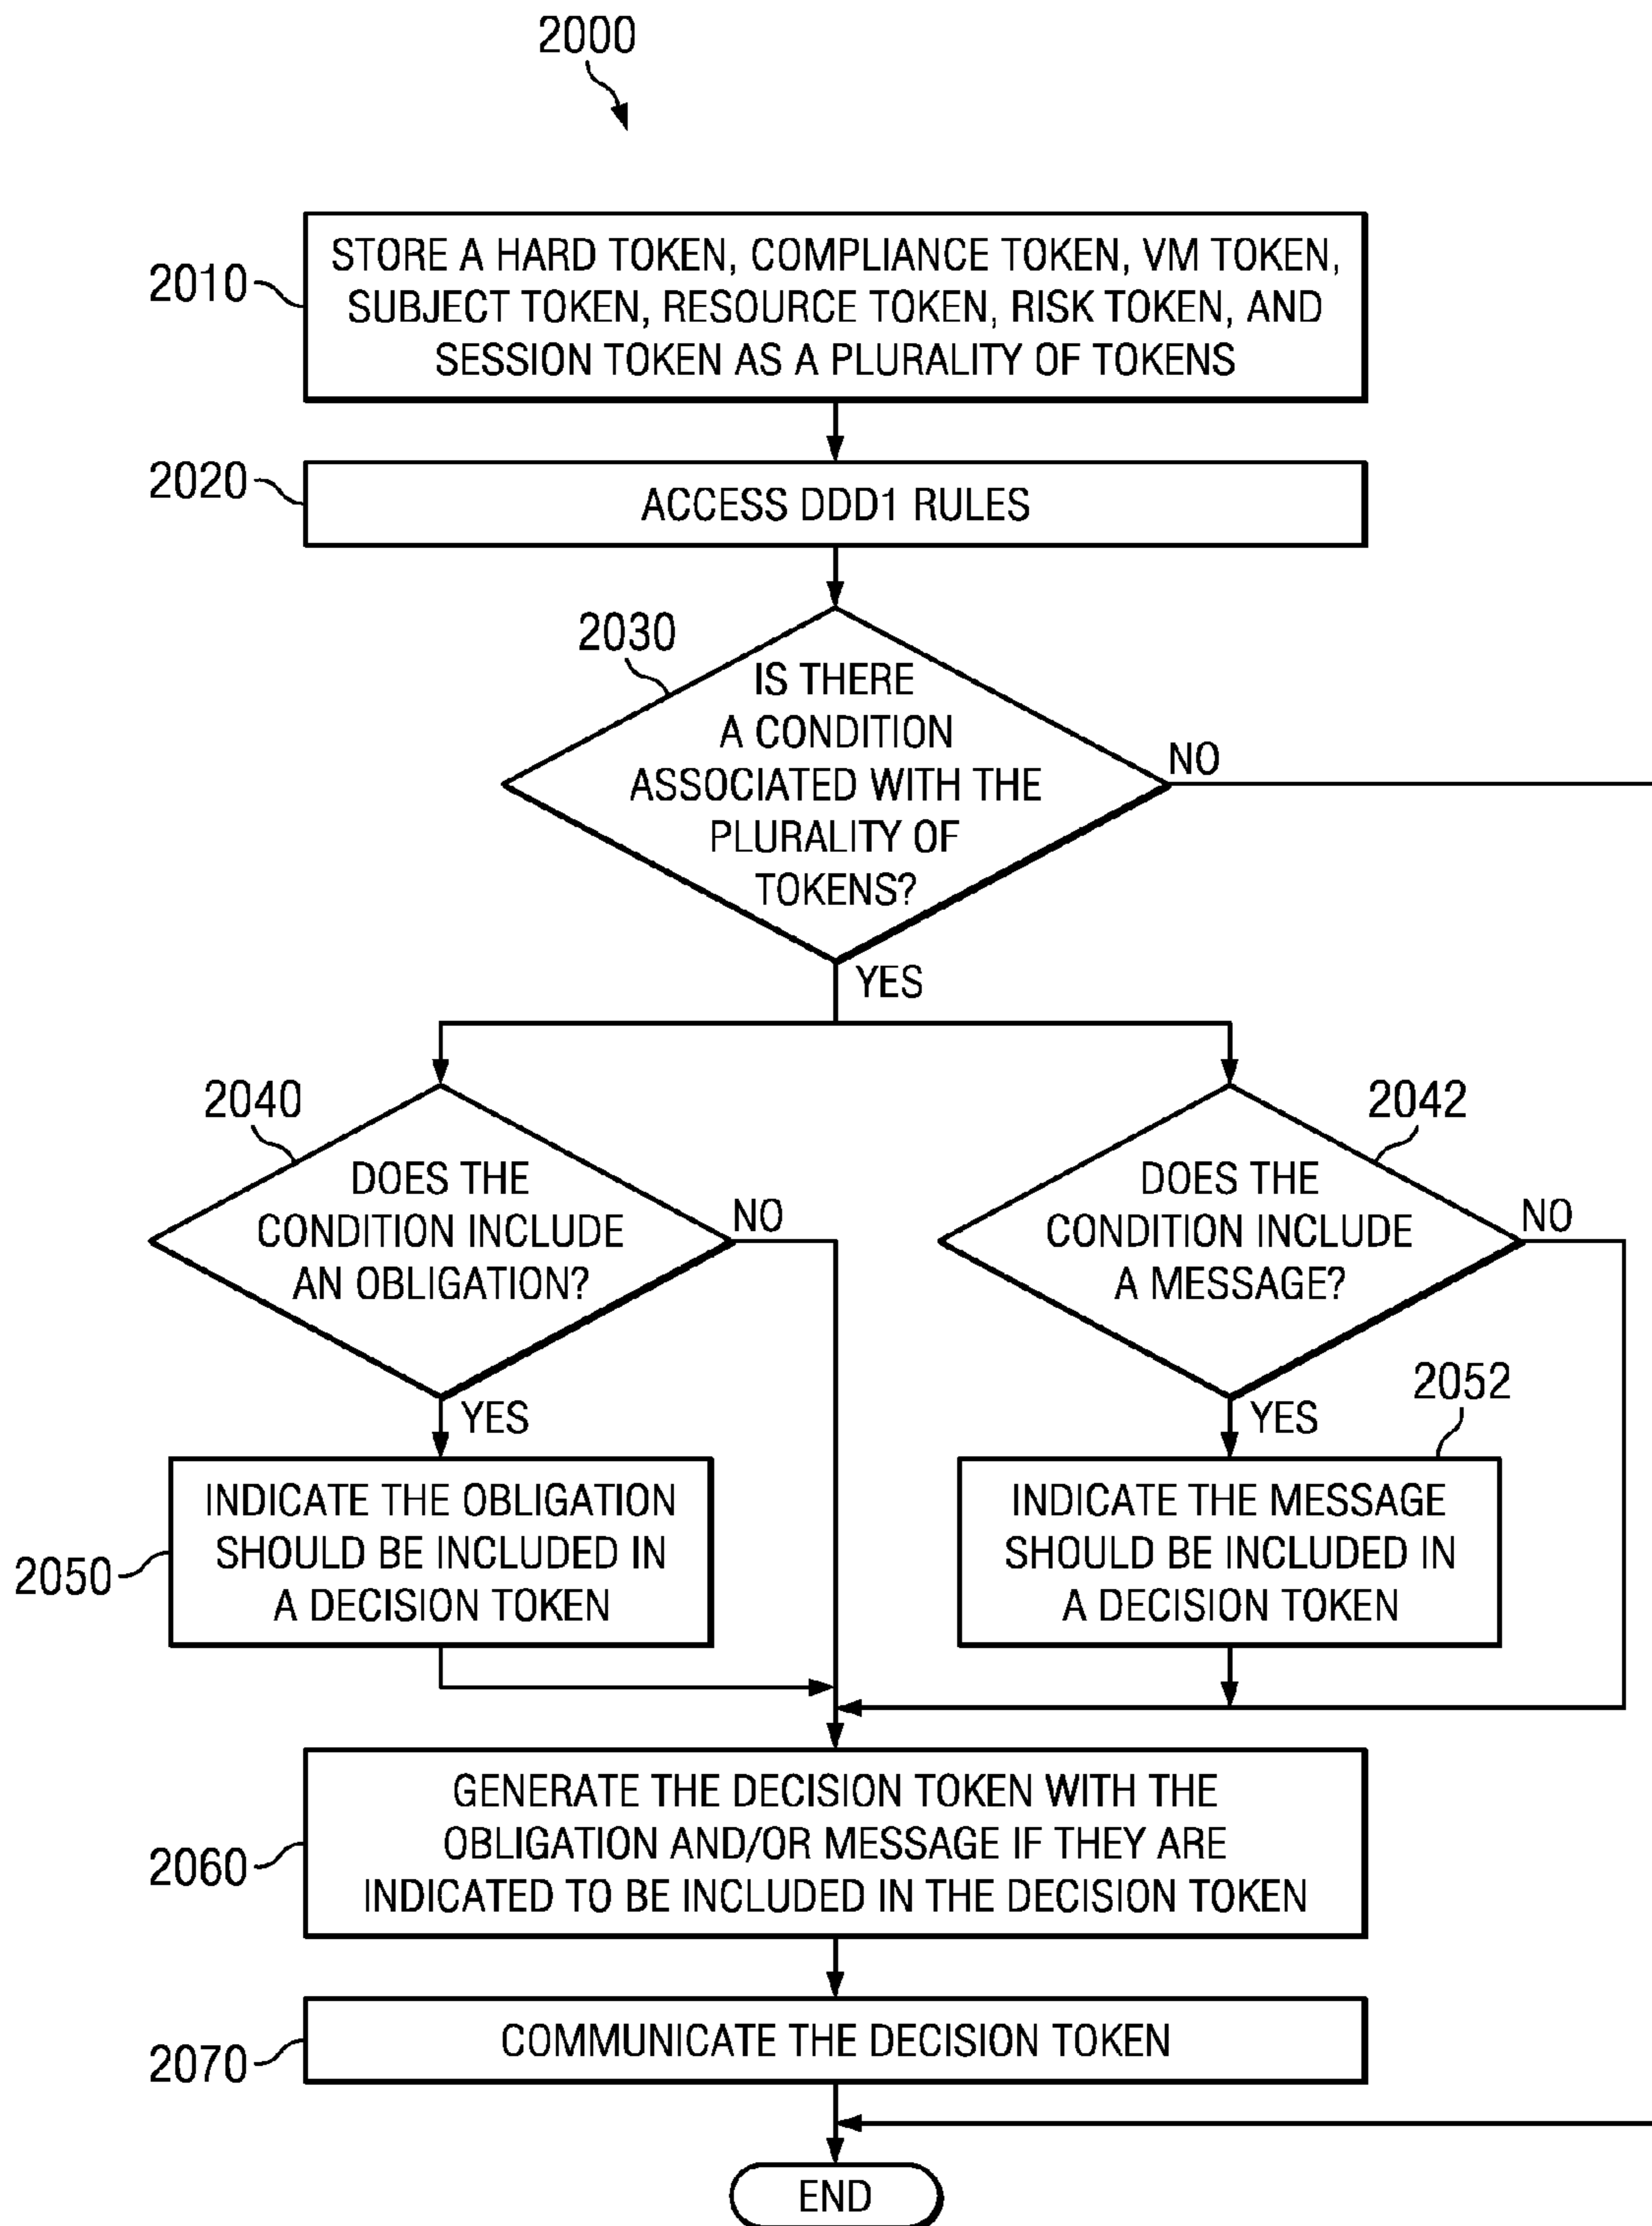 2000
2010
STORE A HARD TOKEN, COMPLIANCE TOKEN, VM TOKEN,
SUBJECT TOKEN, RESOURCE TOKEN, RISK TOKEN, AND
SESSION TOKEN AS A PLURALITY OF TOKENS
2020
ACCESS DDD1 RULES
2030
IS THERE
A CONDITION
ASSOCIATED WITH THE
PLURALITY OF
TOKENS?
NO
YES
2040
DOES THE
CONDITION INCLUDE
AN OBLIGATION?
NO
YES
2042
DOES THE
CONDITION INCLUDE
A MESSAGE?
NO
YES
2050
INDICATE THE OBLIGATION
SHOULD BE INCLUDED IN
A DECISION TOKEN
2052
INDICATE THE MESSAGE
SHOULD BE INCLUDED IN
A DECISION TOKEN
2060
GENERATE THE DECISION TOKEN WITH THE
OBLIGATION AND/OR MESSAGE IF THEY ARE
INDICATED TO BE INCLUDED IN THE DECISION TOKEN
2070
COMMUNICATE THE DECISION TOKEN
END